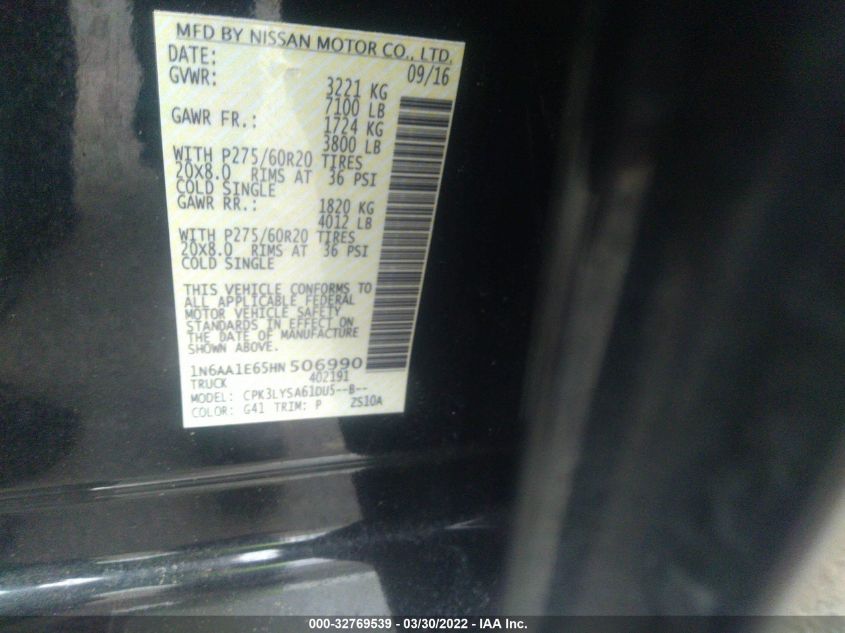 MFD BY NISSAN MOTOR CO., LTD.
DATE: 09/16
GVWR: 3221 KG
7100 LB
GAWR FR.: 1724 KG
3800 LB
WITH P275/60R20 TIRES
20X8.0 RIMS AT 36 PSI
COLD SINGLE
GAWR RR.: 1820 KG
4012 LB
WITH P275/60R20 TIRES
20X8.0 RIMS AT 36 PSI
COLD SINGLE
THIS VEHICLE CONFORMS TO
ALL APPLICABLE FEDERAL
MOTOR VEHICLE SAFETY
STANDARDS IN EFFECT ON
THE DATE OF MANUFACTURE
SHOWN ABOVE.
1N6AA1E65HN506990
TRUCK 402191
MODEL: CPK3LYSA61DU5--B--
COLOR: G41 TRIM: P ZS10A
000-32769539 - 03/30/2022 - IAA Inc.